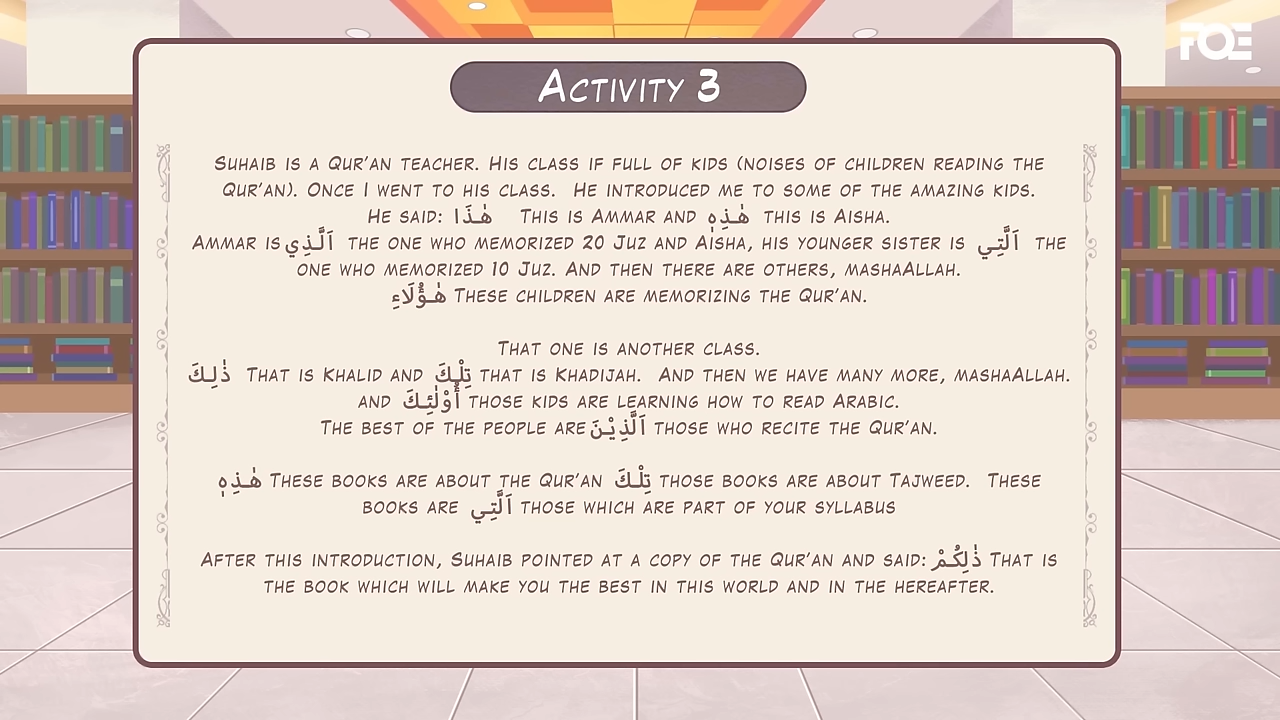 FQE
Activity 3
Suhaib is a Qur'an teacher. His class if full of kids (noises of children reading the
Qur'an). Once I went to his class. He introduced me to some of the amazing kids.
He said: هٰذَا This is Ammar and هٰذِهٖ this is Aisha.
Ammar is اَلَّذِي the one who memorized 20 Juz and Aisha, his younger sister is اَلَّتِي the
one who memorized 10 Juz. And then there are others, mashaAllah.
هٰؤُلَاءِ These children are memorizing the Qur'an.
That one is another class.
ذٰلِكَ That is Khalid and تِلْكَ that is Khadijah. And then we have many more, mashaAllah.
and أُوْلٰئِكَ those kids are learning how to read Arabic.
The best of the people are اَلَّذِيْنَ those who recite the Qur'an.
هٰذِهٖ These books are about the Qur'an تِلْكَ those books are about Tajweed. These
books are اَلَّتِي those which are part of your syllabus
After this introduction, Suhaib pointed at a copy of the Qur'an and said: ذٰلِكُمْ That is
the book which will make you the best in this world and in the hereafter.